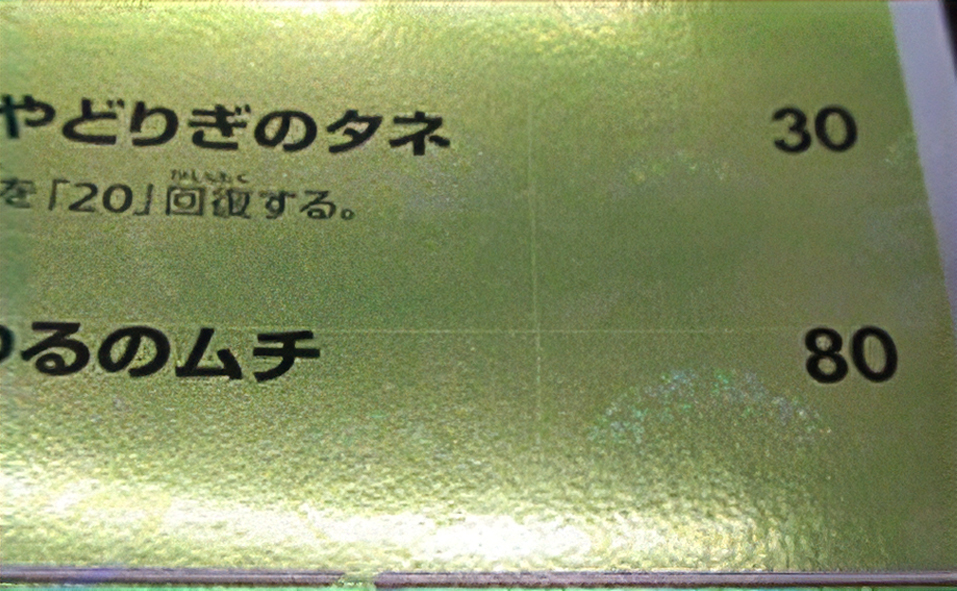 やどりぎのタネ 30
を「20」回復する。
るのムチ 80